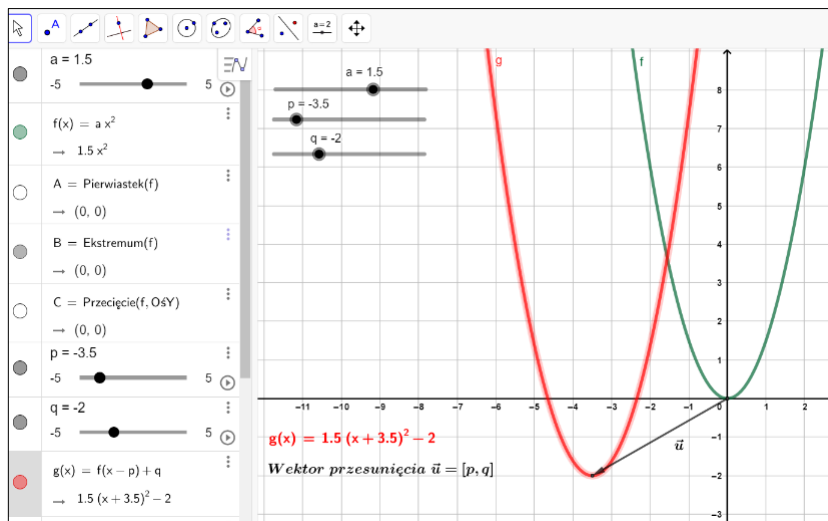 A
a=2
a = 1.5
-5
5
f(x) = a x²
→ 1.5 x²
A = Pierwiastek(f)
→ (0, 0)
B = Ekstremum(f)
→ (0, 0)
C = Przecięcie(f, OśY)
→ (0, 0)
p = -3.5
-5
5
q = -2
-5
5
g(x) = f(x − p) + q
→ 1.5 (x + 3.5)² − 2
a = 1.5
p = -3.5
q = -2
g
f
8
7
6
5
4
3
2
1
−11 −10 −9 −8 −7 −6 −5 −4 −3 −2 −1 0 1 2
−1
−2
−3
u⃗
g(x) = 1.5 (x + 3.5)² − 2
Wektor przesunięcia u⃗ = [p, q]